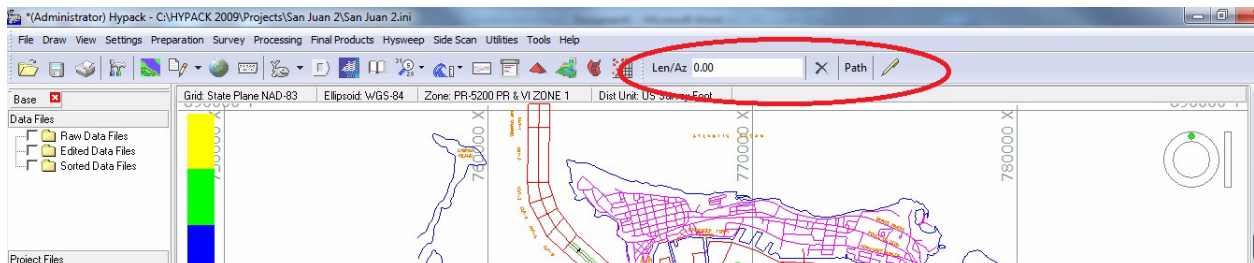 *(Administrator) Hypack - C:\HYPACK 2009\Projects\San Juan 2\San Juan 2.ini
File Draw View Settings Preparation Survey Processing Final Products Hysweep Side Scan Utilities Tools Help
Len/Az 0.00 Path
Base
Grid: State Plane NAD-83 Ellipsoid: WGS-84 Zone: PR-5200 PR & VI ZONE 1 Dist Unit: US Survey Foot
Data Files
Raw Data Files
Edited Data Files
Sorted Data Files
750000 X
760000 X
770000 X
780000 X
ATLANTIC OCEAN
Project Files